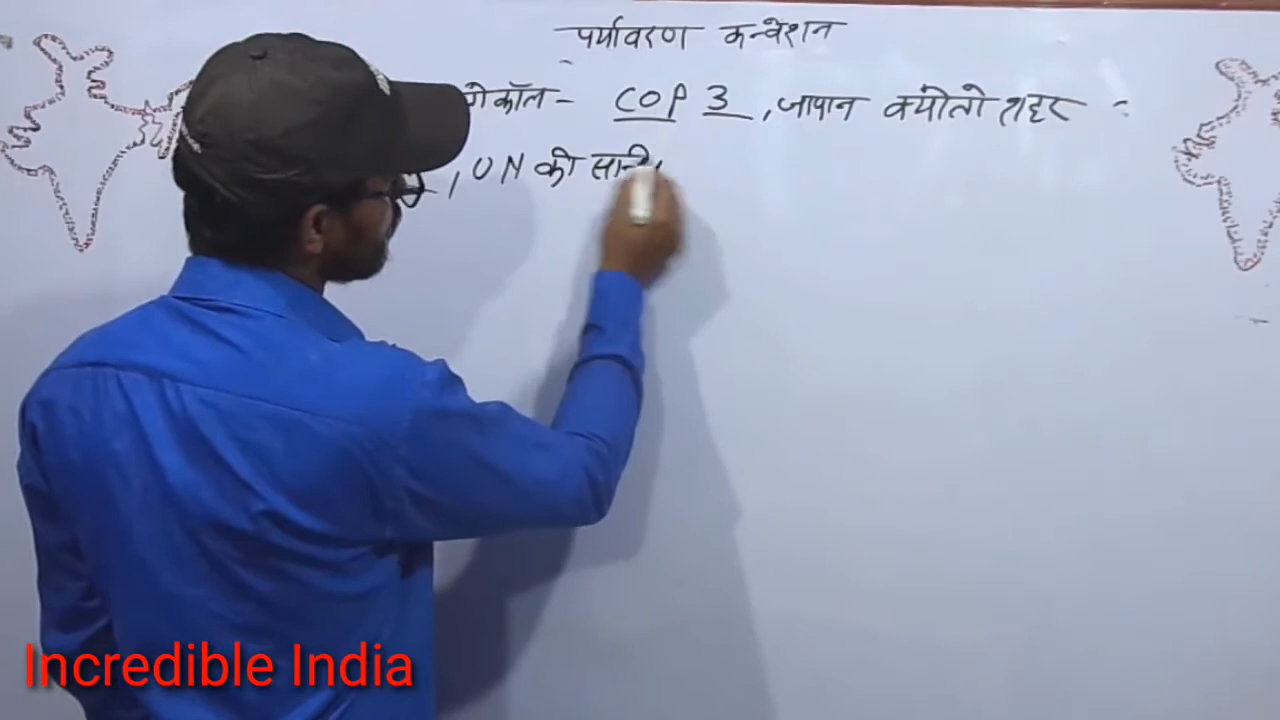 पर्यावरण कन्वेशन
COP 3, जापान क्योतो शहर
, UN की
Incredible India